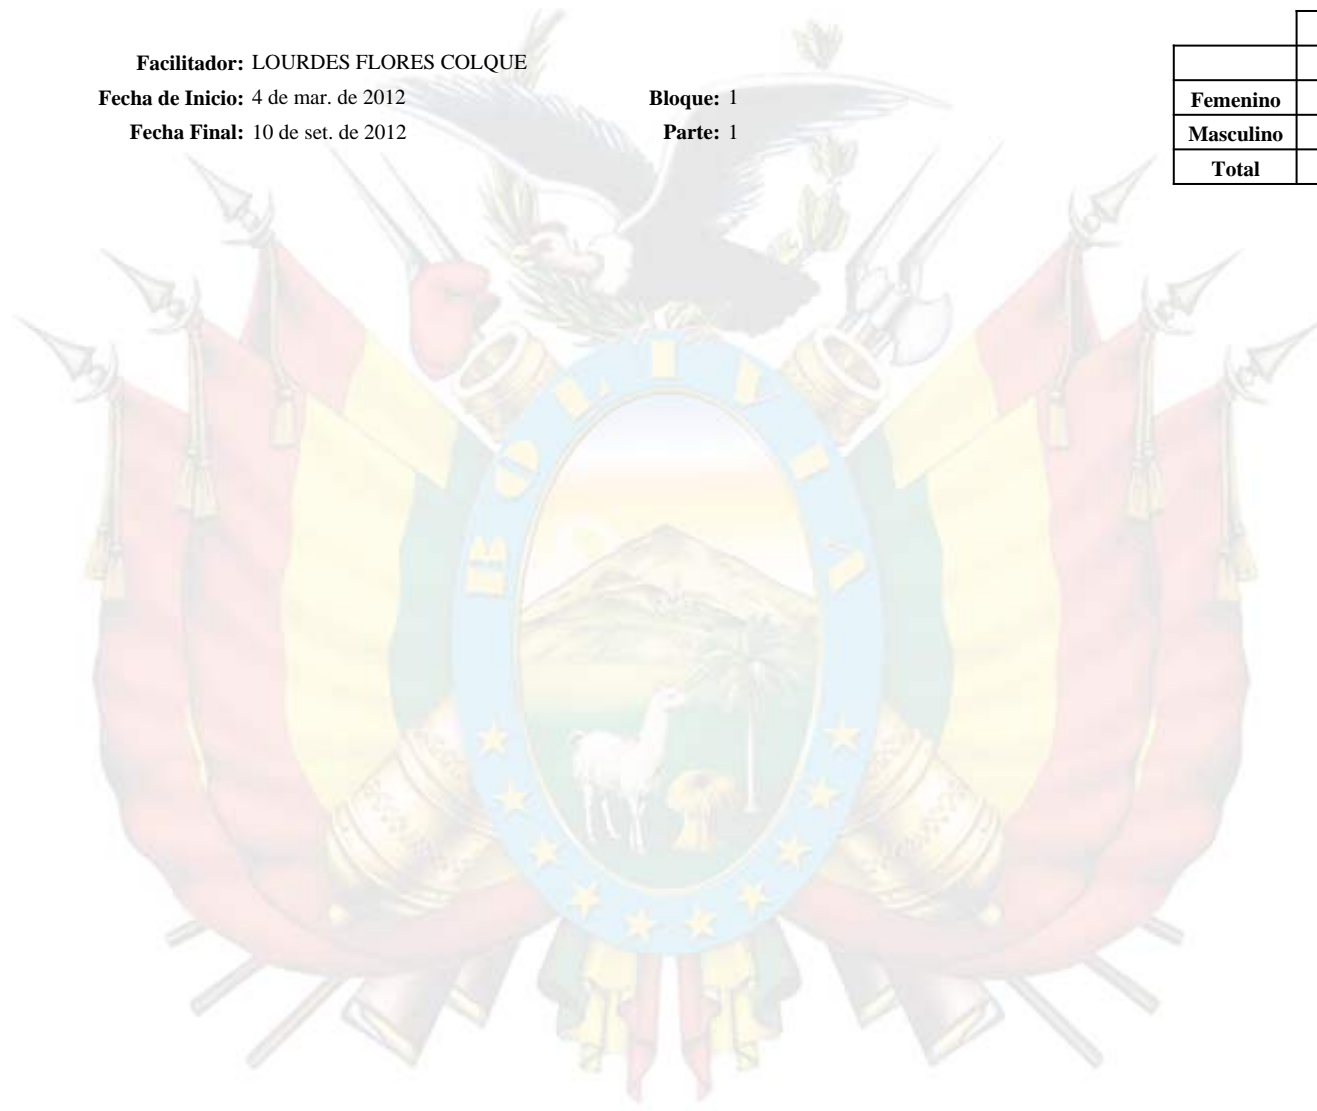 Facilitador: LOURDES FLORES COLQUE
Fecha de Inicio: 4 de mar. de 2012 Bloque: 1
Fecha Final: 10 de set. de 2012 Parte: 1
Femenino
Masculino
Total
BOLIVIA